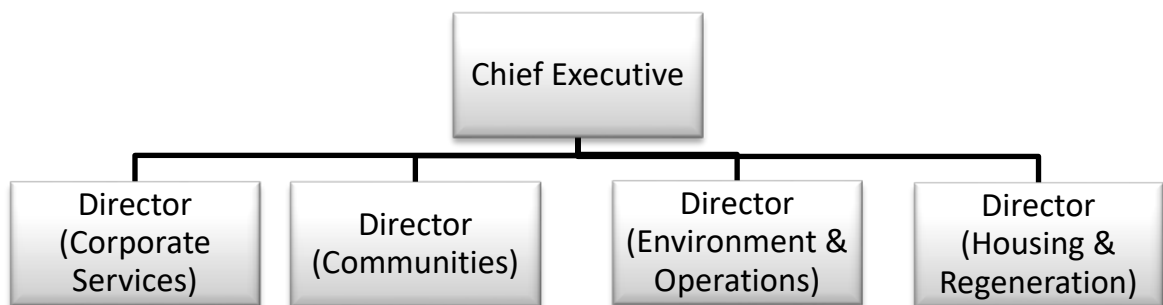 Chief Executive
Director
(Corporate
Services)
Director
(Communities)
Director
(Environment &
Operations)
Director
(Housing &
Regeneration)